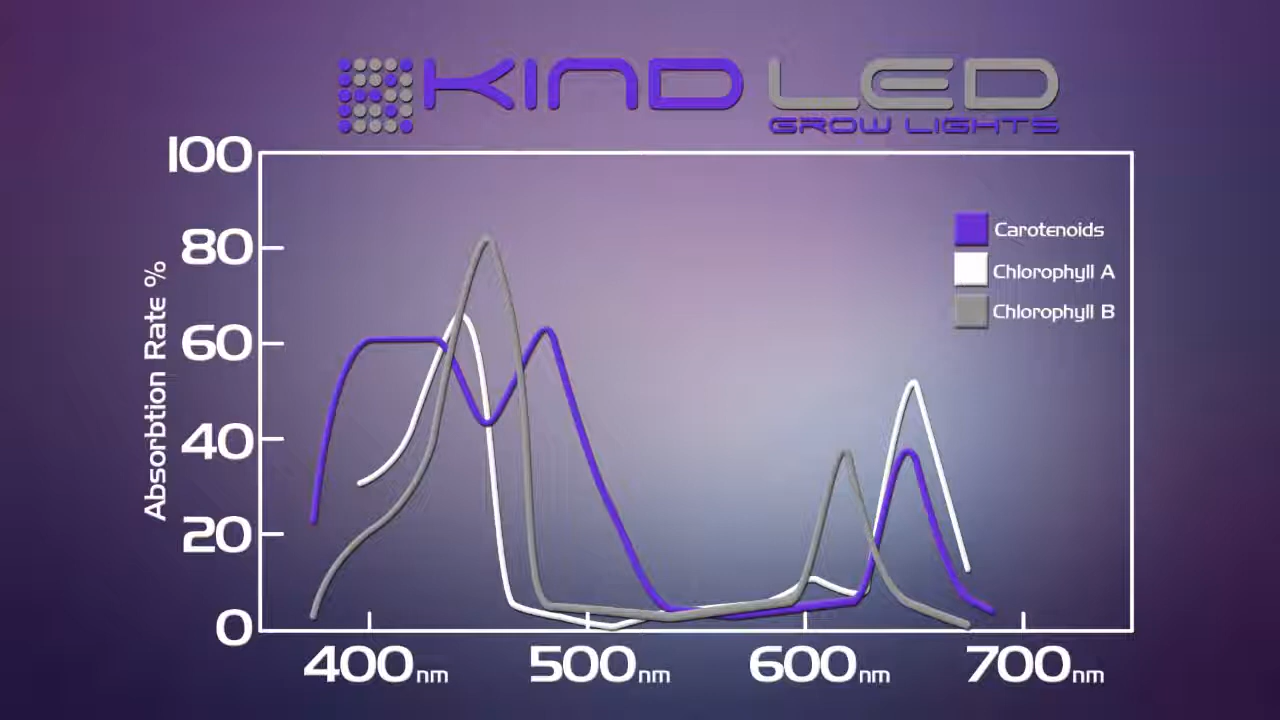 KIND LED
GROW LIGHTS
100
80
60
40
20
0
Absorbtion Rate %
Carotenoids
Chlorophyll A
Chlorophyll B
400nm 500nm 600nm 700nm